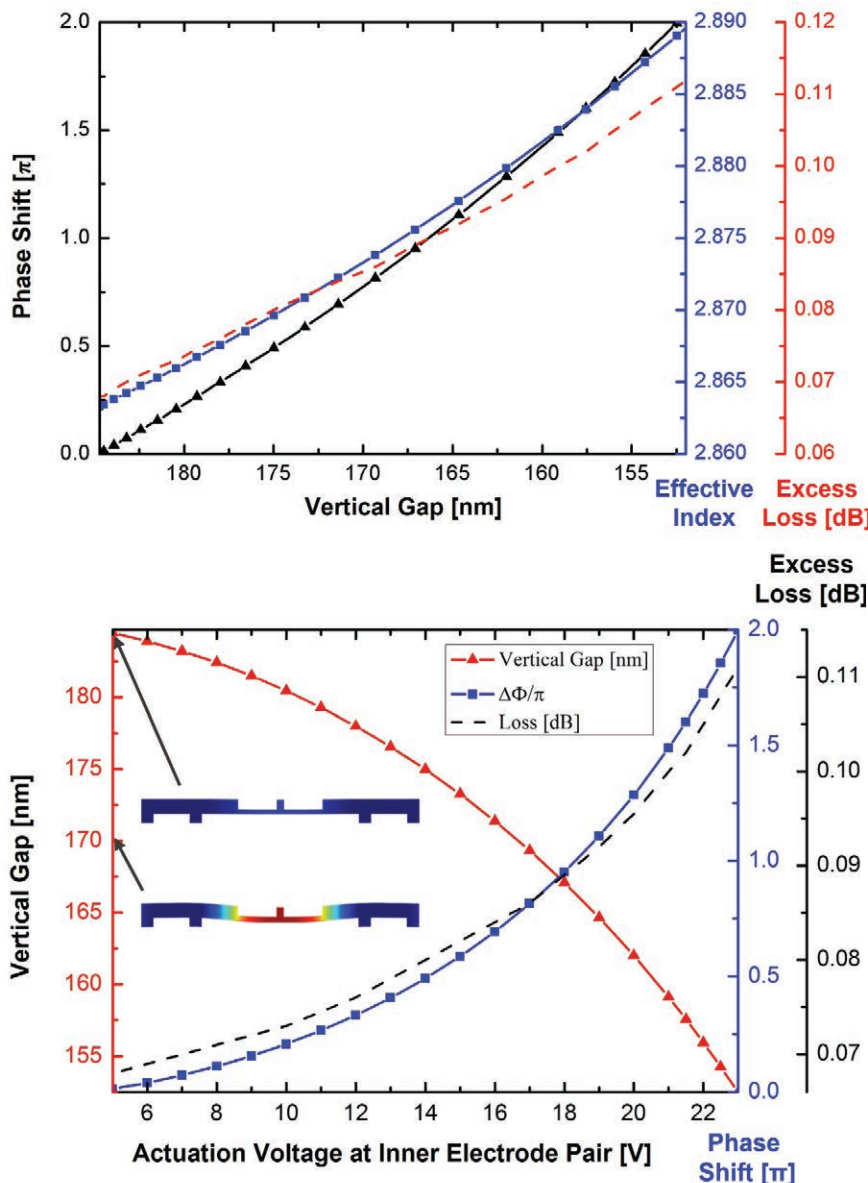 2.0
1.5
1.0
0.5
0.0
Phase Shift [π]
180 175 170 165 160 155
Vertical Gap [nm]
2.890
2.885
2.880
2.875
2.870
2.865
2.860
Effective
Index
0.12
0.11
0.10
0.09
0.08
0.07
0.06
Excess
Loss [dB]
Excess
Loss [dB]
Vertical Gap [nm]
180
175
170
165
160
155
Vertical Gap [nm]
ΔΦ/π
Loss [dB]
2.0
1.5
1.0
0.5
0.0
0.11
0.10
0.09
0.08
0.07
6 8 10 12 14 16 18 20 22
Actuation Voltage at Inner Electrode Pair [V]
Phase
Shift [π]